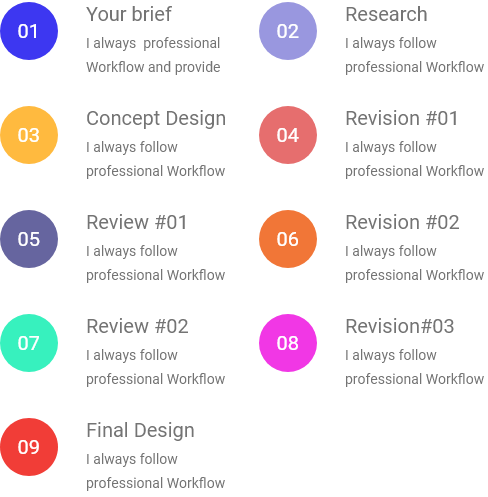 01
Your brief
I always  professional
Workflow and provide
02
Research
I always follow
professional Workflow
03
Concept Design
I always follow
professional Workflow
04
Revision #01
I always follow
professional Workflow
05
Review #01
I always follow
professional Workflow
06
Revision #02
I always follow
professional Workflow
07
Review #02
I always follow
professional Workflow
08
Revision#03
I always follow
professional Workflow
09
Final Design
I always follow
professional Workflow